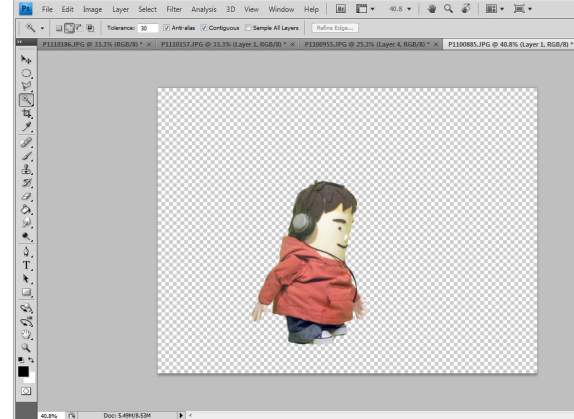 Ps File Edit Image Layer Select Filter Analysis 3D View Window Help Br 40.8
Tolerance: 30 Anti-alias Contiguous Sample All Layers Refine Edge...
P1110186.JPG @ 33.3% (RGB/8) * × P1110157.JPG @ 33.3% (Layer 1, RGB/8) * × P1100955.JPG @ 25.3% (Layer 4, RGB/8) * × P1100885.JPG @ 40.8% (Layer 1, RGB/8) *
T
40.8% Doc: 5.49M/8.53M